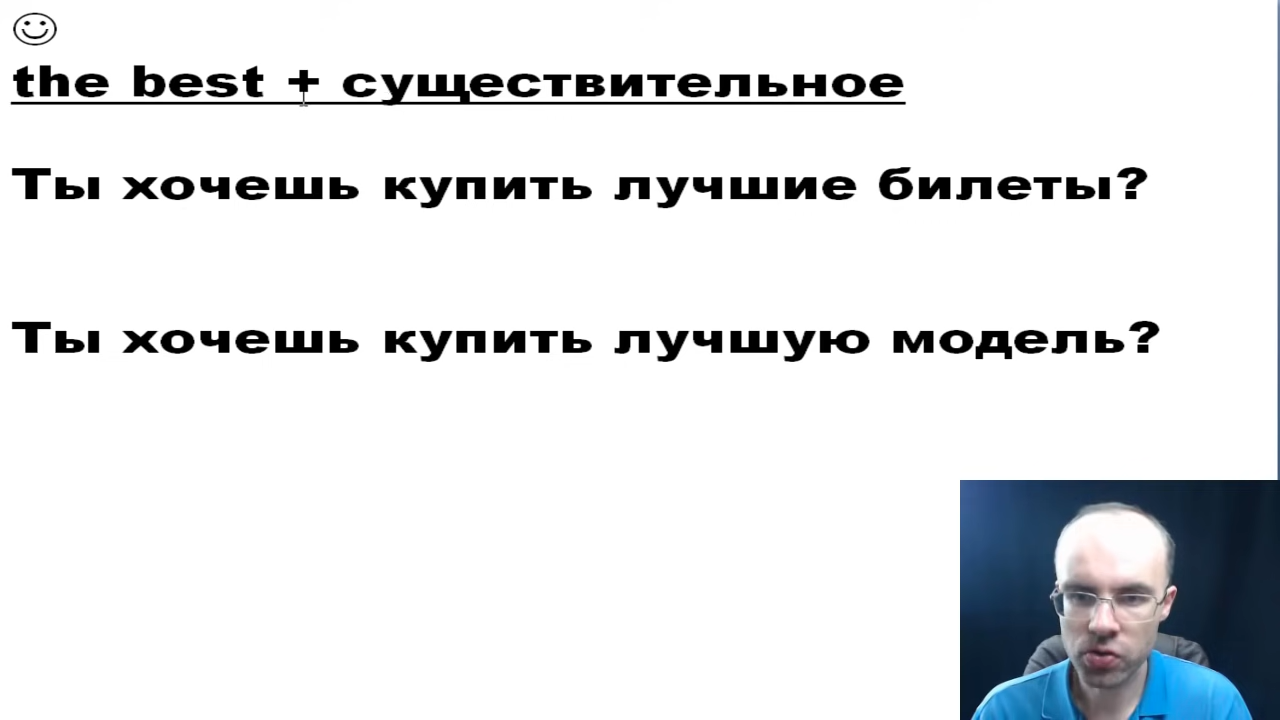 the best + существительное
Ты хочешь купить лучшие билеты?
Ты хочешь купить лучшую модель?